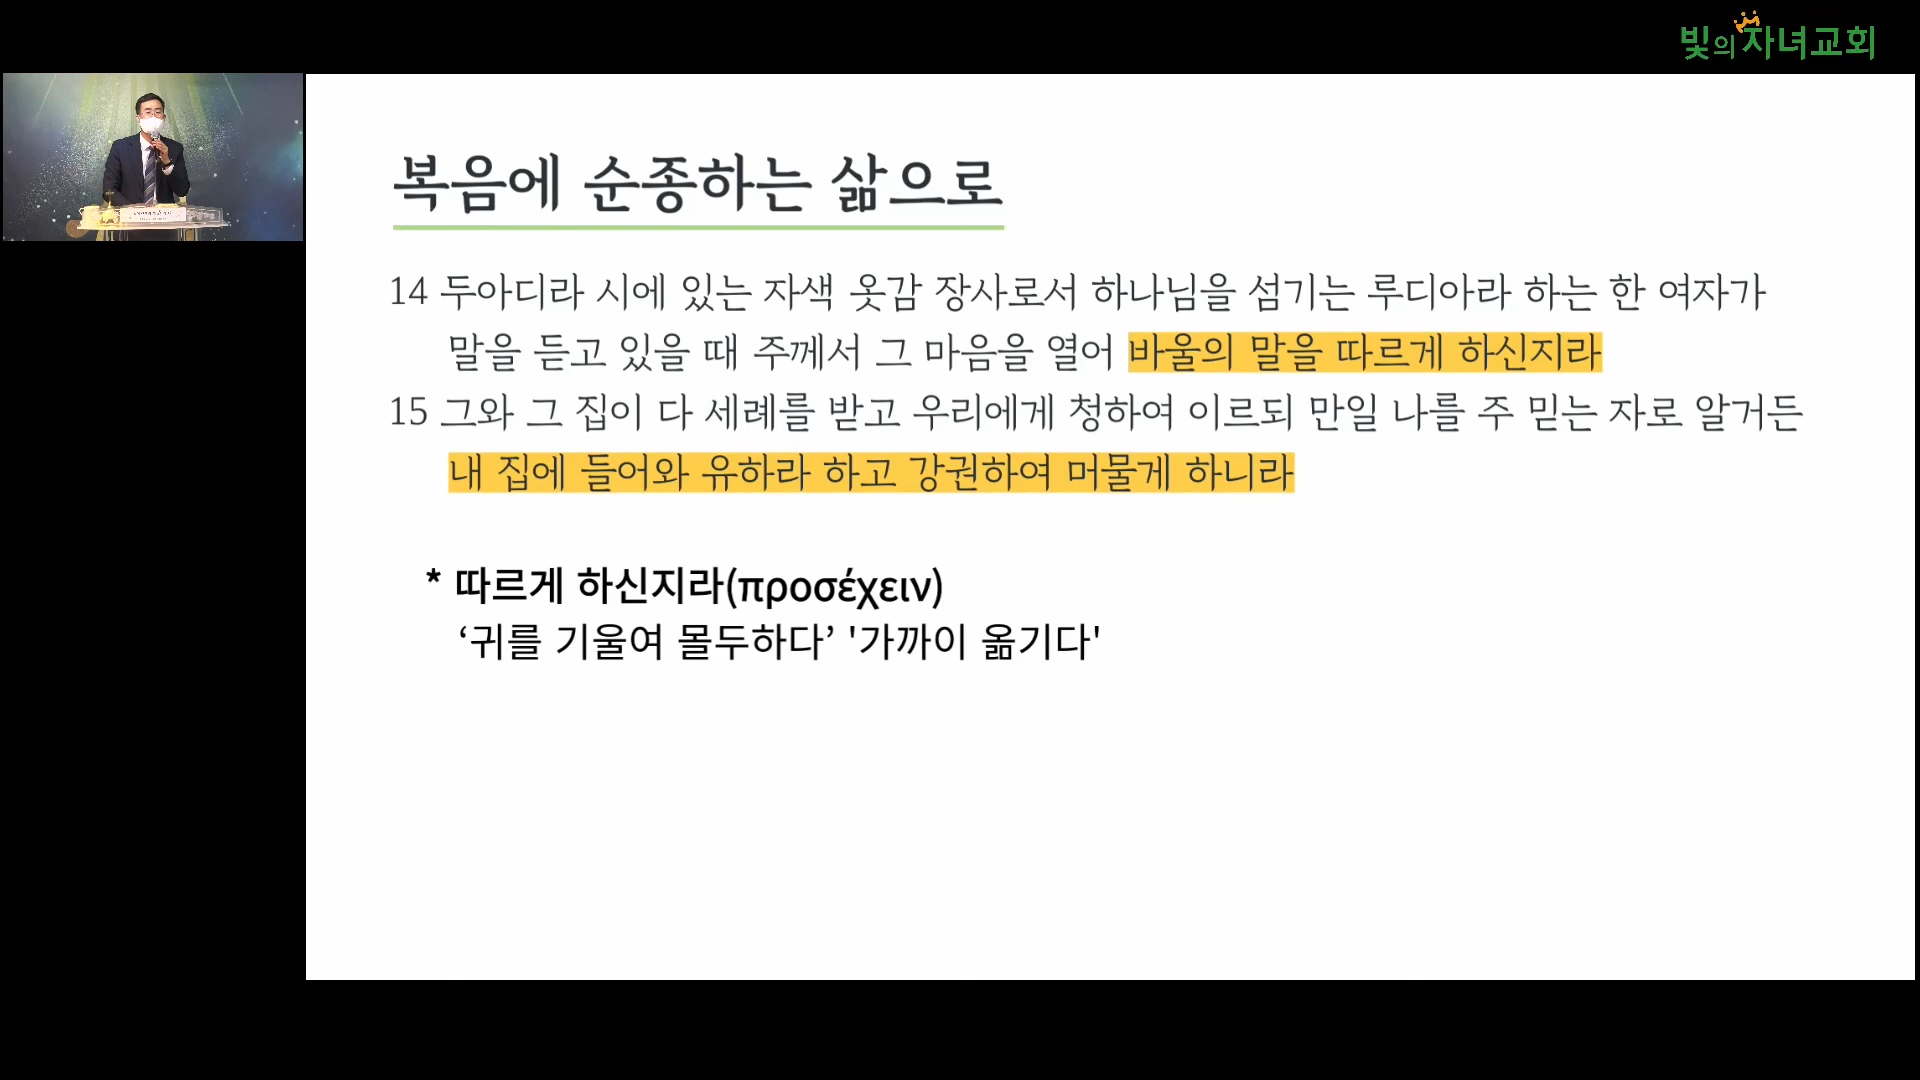 빛의자녀교회
복음에 순종하는 삶으로
14 두아디라 시에 있는 자색 옷감 장사로서 하나님을 섬기는 루디아라 하는 한 여자가
말을 듣고 있을 때 주께서 그 마음을 열어 바울의 말을 따르게 하신지라
15 그와 그 집이 다 세례를 받고 우리에게 청하여 이르되 만일 나를 주 믿는 자로 알거든
내 집에 들어와 유하라 하고 강권하여 머물게 하니라
* 따르게 하신지라(προσέχειν)
‘귀를 기울여 몰두하다’ '가까이 옮기다'